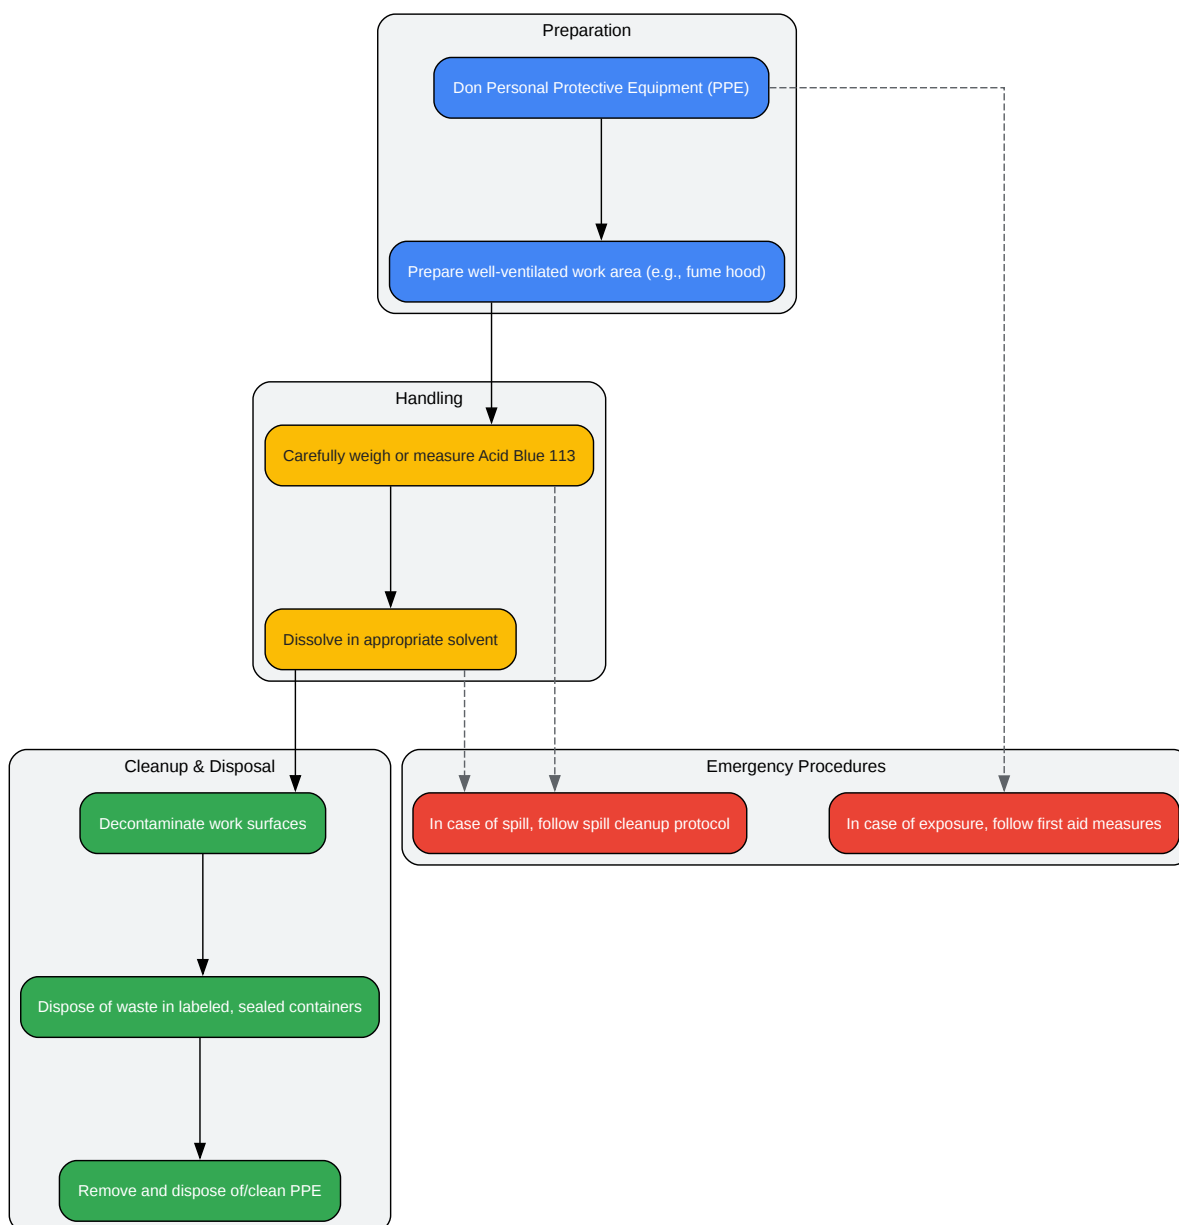 Preparation
Don Personal Protective Equipment (PPE)
Prepare well-ventilated work area (e.g., fume hood)
Handling
Carefully weigh or measure Acid Blue 113
Dissolve in appropriate solvent
Cleanup & Disposal
Decontaminate work surfaces
Dispose of waste in labeled, sealed containers
Remove and dispose of/clean PPE
Emergency Procedures
In case of spill, follow spill cleanup protocol
In case of exposure, follow first aid measures